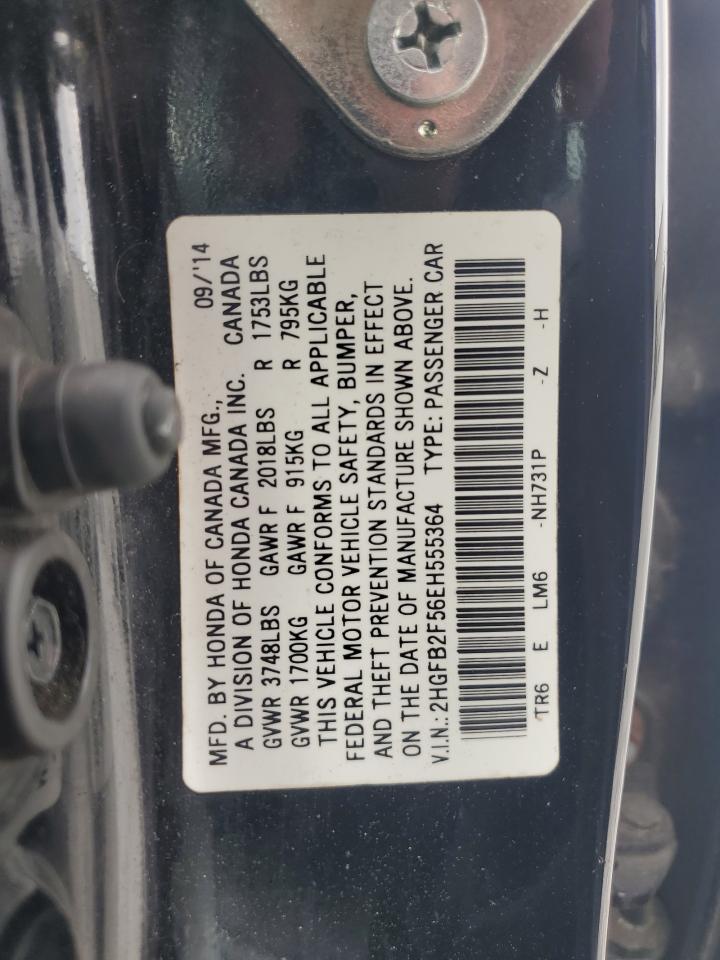 MFD. BY HONDA OF CANADA MFG., 09/'14
A DIVISION OF HONDA CANADA INC. CANADA
GVWR 3748LBS GAWR F 2018LBS R 1753LBS
GVWR 1700KG GAWR F 915KG R 795KG
THIS VEHICLE CONFORMS TO ALL APPLICABLE
FEDERAL MOTOR VEHICLE SAFETY, BUMPER,
AND THEFT PREVENTION STANDARDS IN EFFECT
ON THE DATE OF MANUFACTURE SHOWN ABOVE.
V.I.N.: 2HGFB2F56EH555364 TYPE: PASSENGER CAR
TR6 E LM6 -NH731P -Z -H